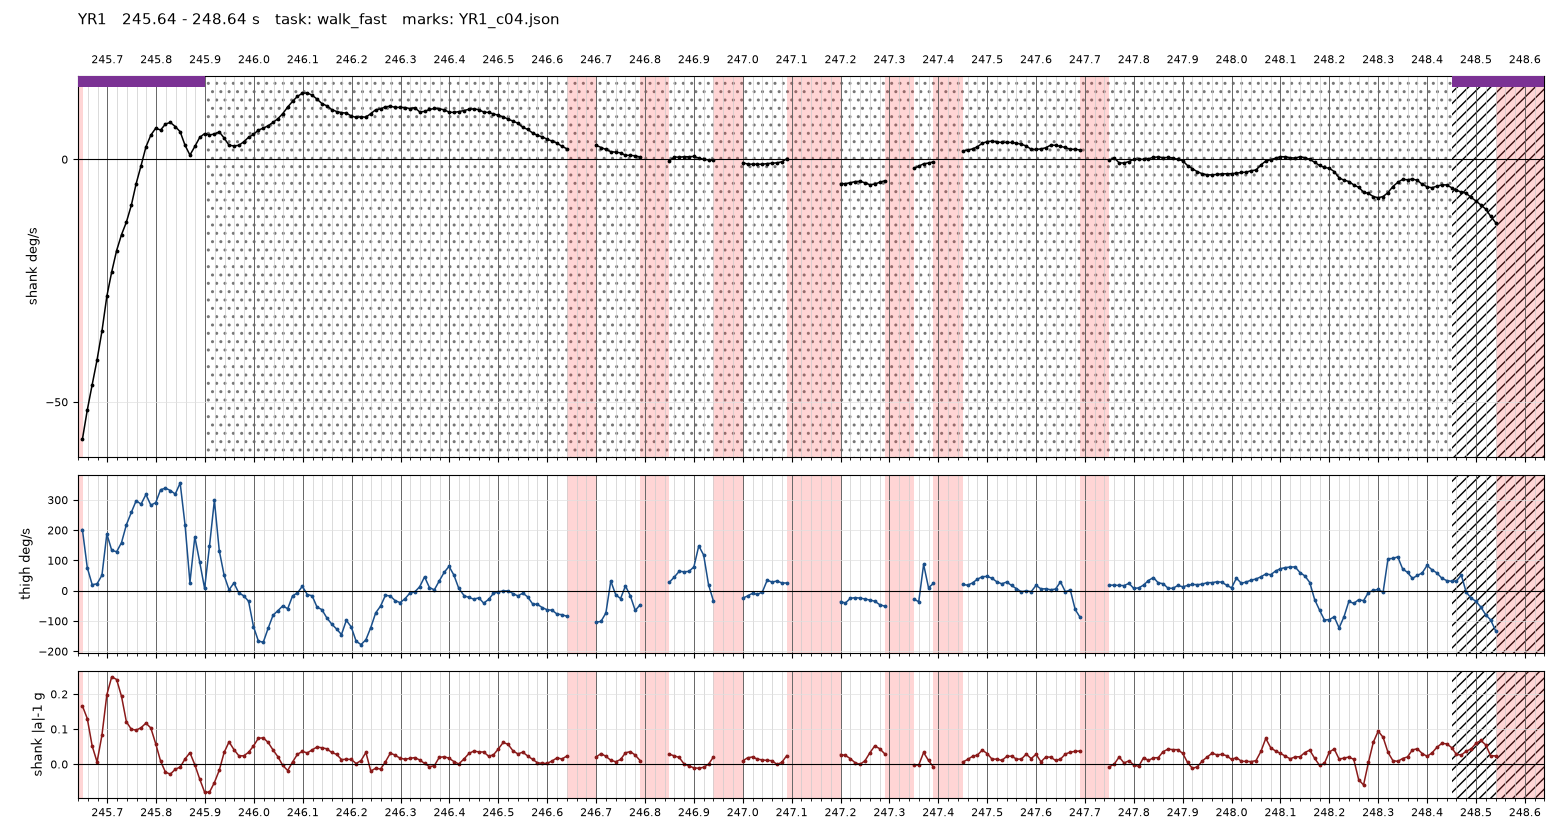 YR1   245.64 - 248.64 s   task: walk_fast   marks: YR1_c04.json
245.7 245.8 245.9 246.0 246.1 246.2 246.3 246.4 246.5 246.6 246.7 246.8 246.9 247.0 247.1 247.2 247.3 247.4 247.5 247.6 247.7 247.8 247.9 248.0 248.1 248.2 248.3 248.4 248.5 248.6
shank deg/s
0
−50
thigh deg/s
300
200
100
0
−100
−200
shank |a|-1 g
0.2
0.1
0.0
245.7 245.8 245.9 246.0 246.1 246.2 246.3 246.4 246.5 246.6 246.7 246.8 246.9 247.0 247.1 247.2 247.3 247.4 247.5 247.6 247.7 247.8 247.9 248.0 248.1 248.2 248.3 248.4 248.5 248.6